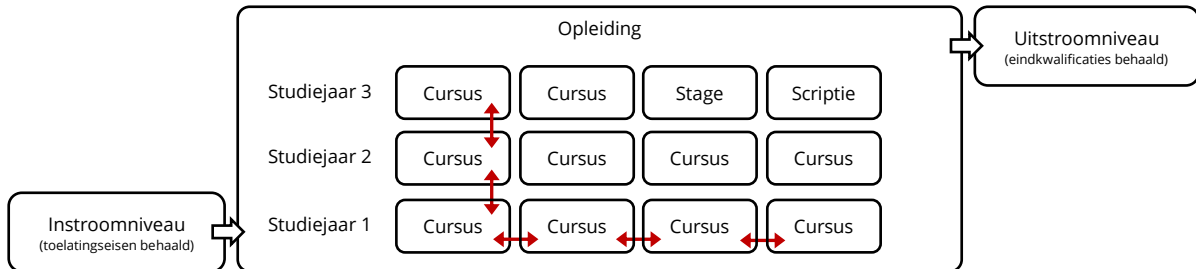 Opleiding
Uitstroomniveau
(eindkwalificaties behaald)
Studiejaar 3
Cursus
Cursus
Stage
Scriptie
Studiejaar 2
Cursus
Cursus
Cursus
Cursus
Instroomniveau
(toelatingseisen behaald)
Studiejaar 1
Cursus
Cursus
Cursus
Cursus